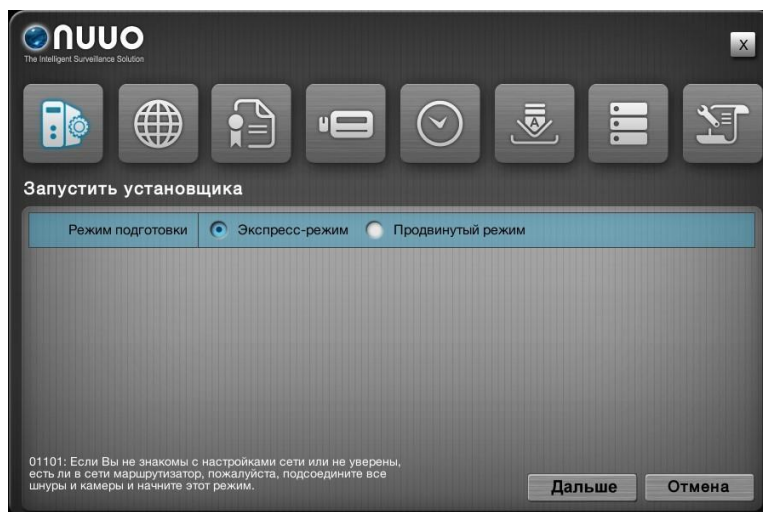 nuuo
The Intelligent Surveillance Solution
X
A
Запустить установщика
Режим подготовки Экспресс-режим Продвинутый режим
01101: Если Вы не знакомы с настройками сети или не уверены,
есть ли в сети маршрутизатор, пожалуйста, подсоедините все
шнуры и камеры и начните этот режим.
Дальше Отмена